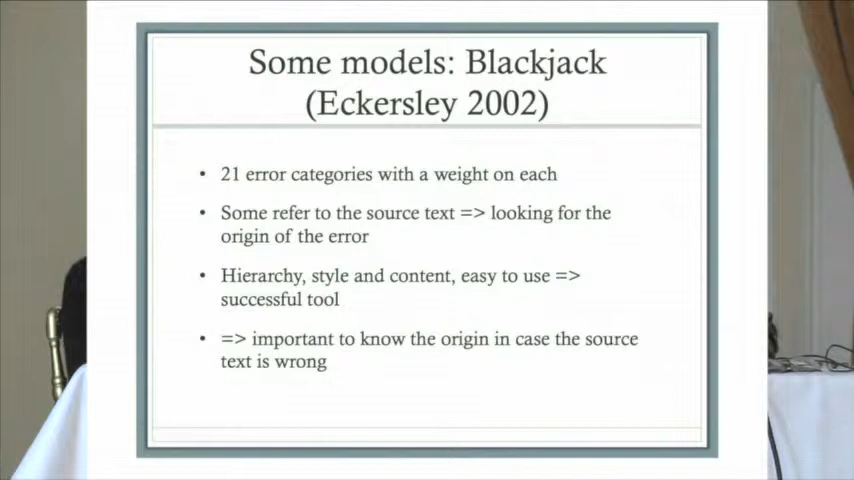 Some models: Blackjack
(Eckersley 2002)
• 21 error categories with a weight on each
• Some refer to the source text => looking for the
origin of the error
• Hierarchy, style and content, easy to use =>
successful tool
• => important to know the origin in case the source
text is wrong